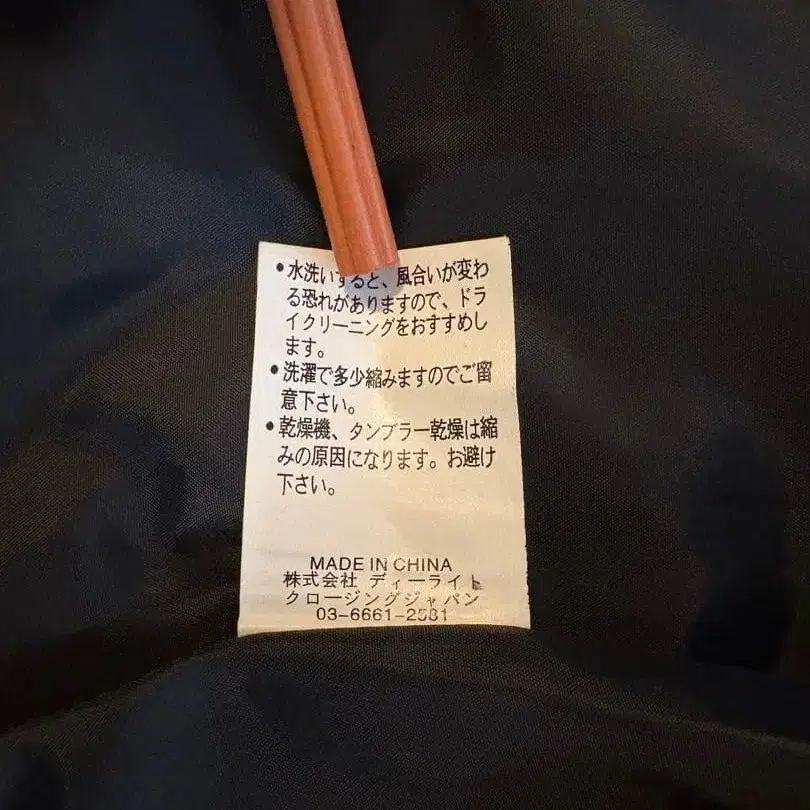 •水洗いすると、風合いが変わ
る恐れがありますので、ドラ
イクリーニングをおすすめし
ます。
•洗濯で多少縮みますのでご留
意下さい。
•乾燥機、タンブラー乾燥は縮
みの原因になります。お避け
下さい。
MADE IN CHINA
株式会社 ディーライト
クロージングジャパン
03-6661-2531